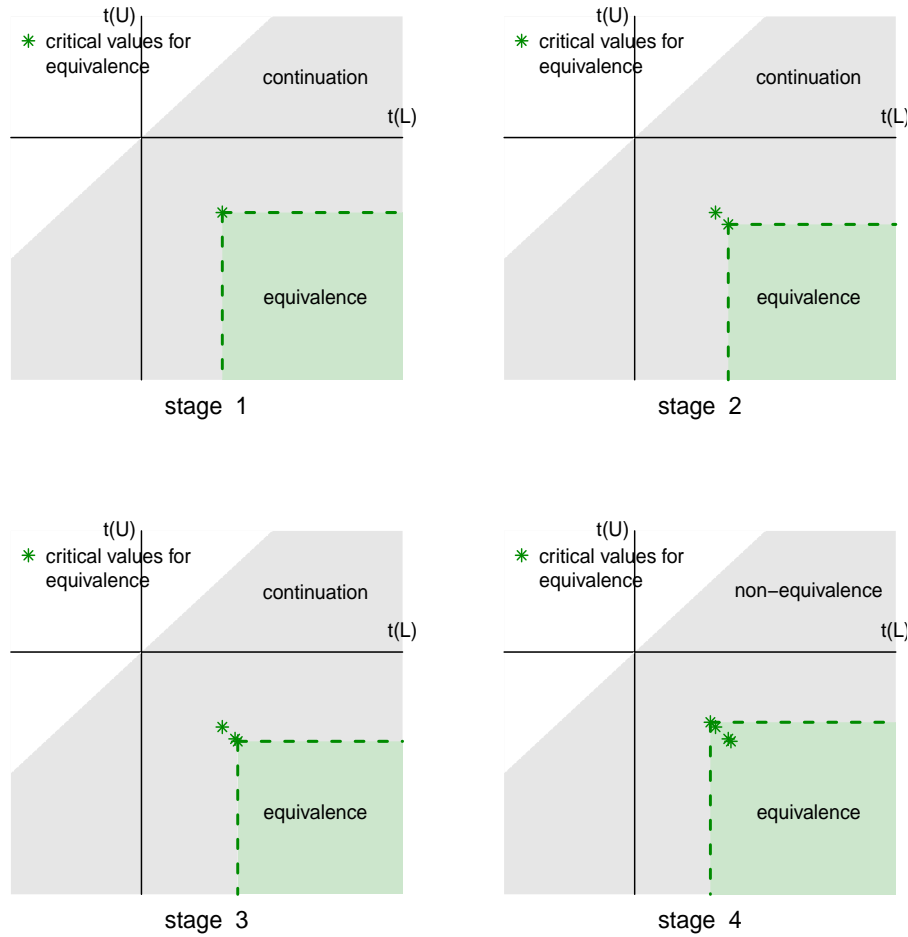 t(U)
critical values for
equivalence
continuation
t(L)
equivalence
stage 1
t(U)
critical values for
equivalence
continuation
t(L)
equivalence
stage 2
t(U)
critical values for
equivalence
continuation
t(L)
equivalence
stage 3
t(U)
critical values for
equivalence
non−equivalence
t(L)
equivalence
stage 4